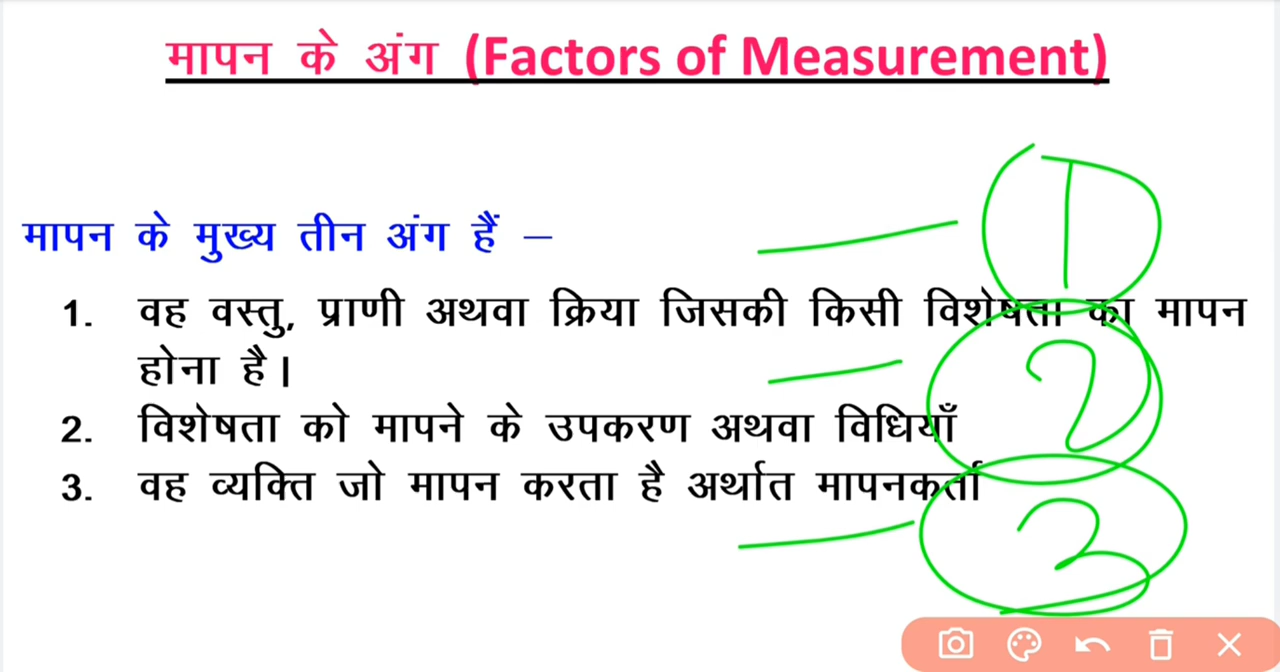 मापन के अंग (Factors of Measurement)
मापन के मुख्य तीन अंग हैं –
1. वह वस्तु, प्राणी अथवा क्रिया जिसकी किसी विशेषता का मापन
होना है।
2. विशेषता को मापने के उपकरण अथवा विधियाँ
3. वह व्यक्ति जो मापन करता है अर्थात मापनकर्ता
1
2
3